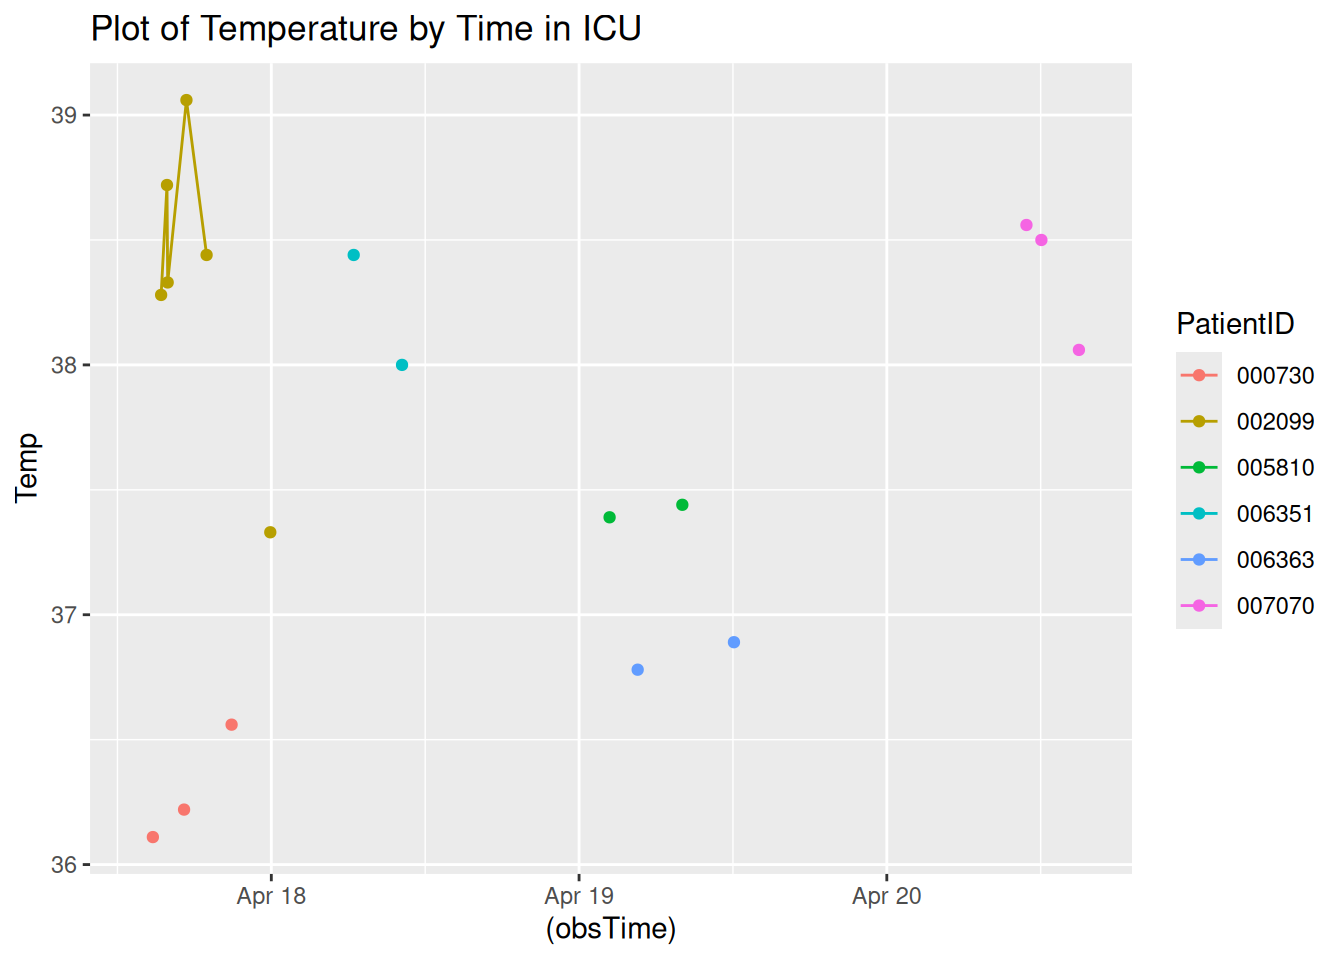 Plot of Temperature by Time in ICU
39
38
37
36
Temp
Apr 18
Apr 19
Apr 20
(obsTime)
PatientID
000730
002099
005810
006351
006363
007070